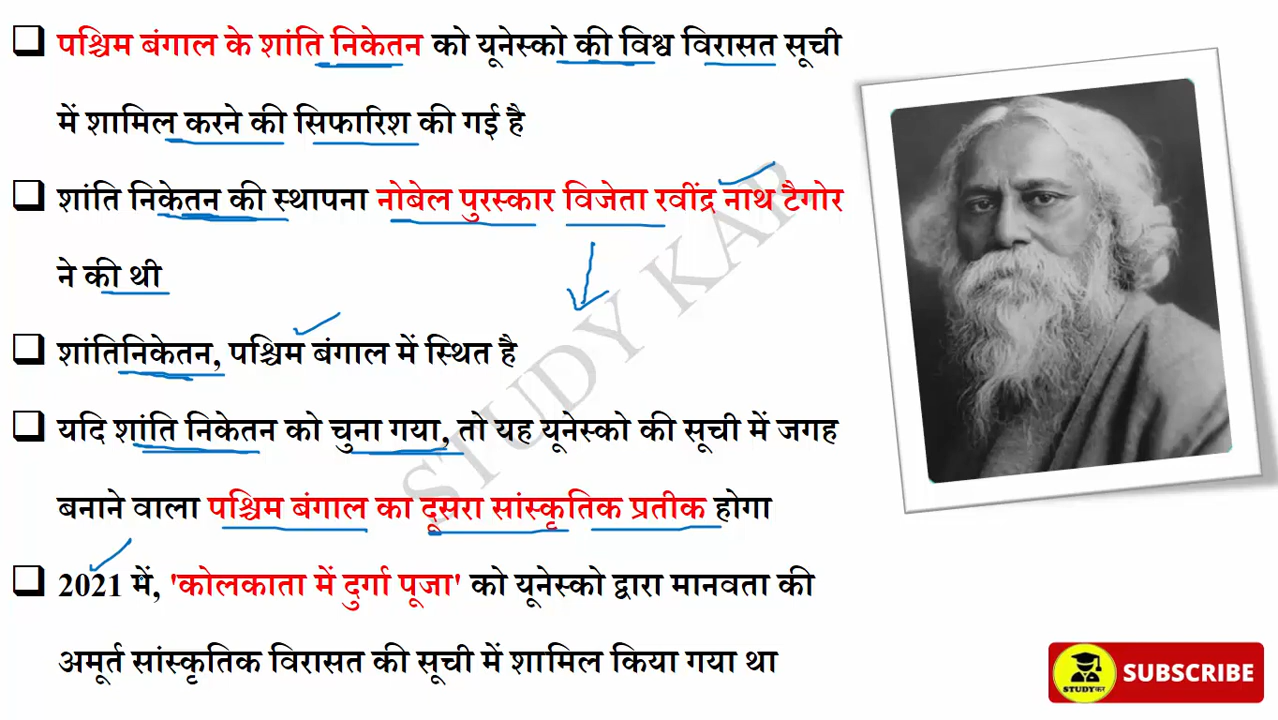 पश्चिम बंगाल के शांति निकेतन को यूनेस्को की विश्व विरासत सूची
में शामिल करने की सिफारिश की गई है
शांति निकेतन की स्थापना नोबेल पुरस्कार विजेता रवींद्र नाथ टैगोर
ने की थी
शांतिनिकेतन, पश्चिम बंगाल में स्थित है
यदि शांति निकेतन को चुना गया, तो यह यूनेस्को की सूची में जगह
बनाने वाला पश्चिम बंगाल का दूसरा सांस्कृतिक प्रतीक होगा
2021 में, 'कोलकाता में दुर्गा पूजा' को यूनेस्को द्वारा मानवता की
अमूर्त सांस्कृतिक विरासत की सूची में शामिल किया गया था
STUDY KAR
STUDYकर
SUBSCRIBE